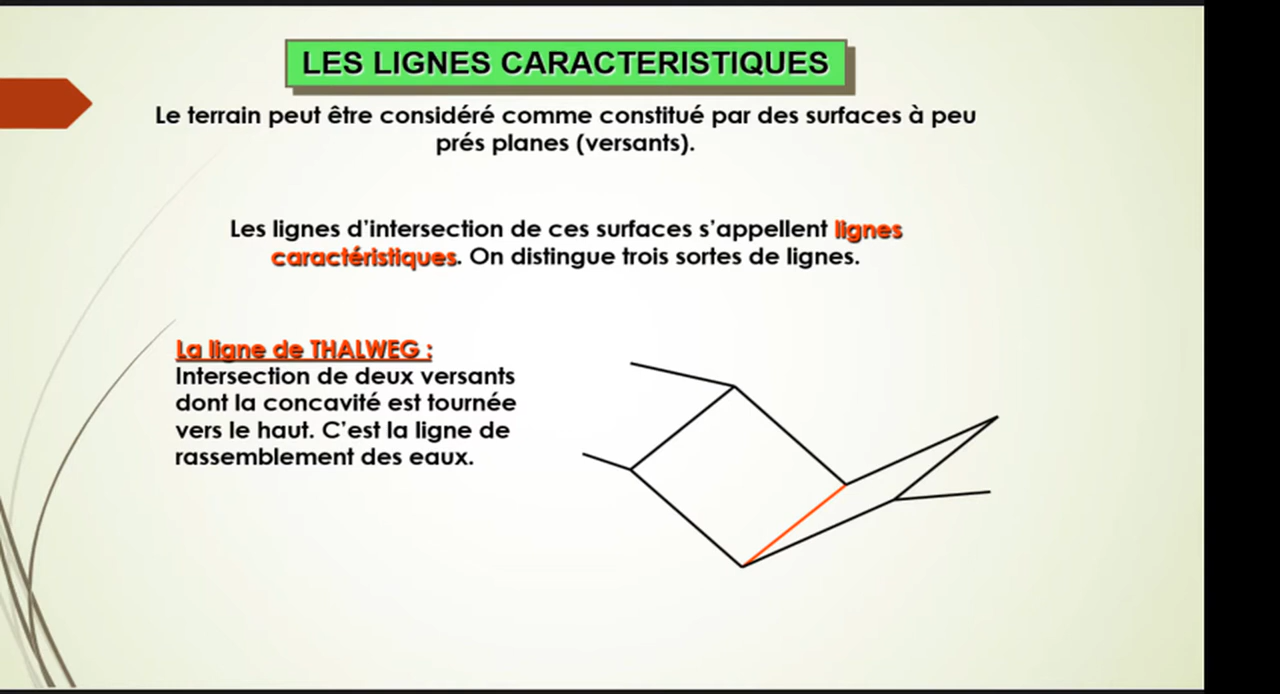 LES LIGNES CARACTERISTIQUES
Le terrain peut être considéré comme constitué par des surfaces à peu
prés planes (versants).
Les lignes d'intersection de ces surfaces s'appellent lignes
caractéristiques. On distingue trois sortes de lignes.
La ligne de THALWEG :
Intersection de deux versants
dont la concavité est tournée
vers le haut. C'est la ligne de
rassemblement des eaux.